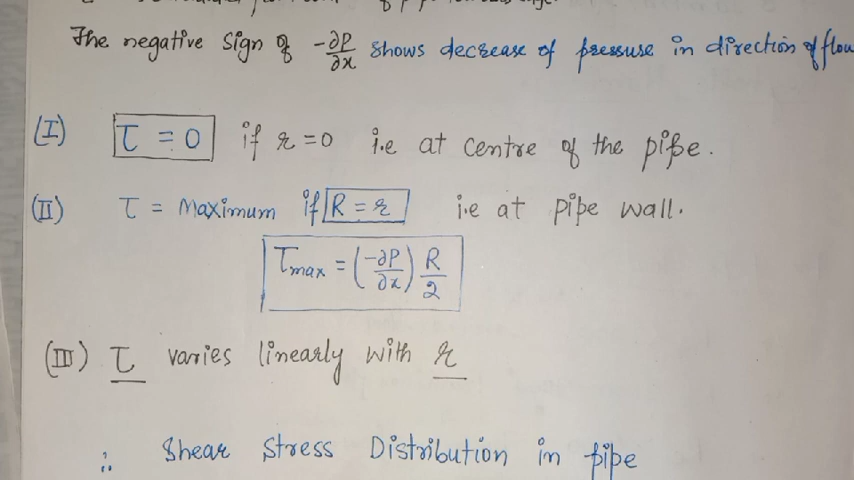 The negative sign of -∂P/∂x shows decrease of pressure in direction of flow
(I) τ = 0 if r = 0 i.e at centre of the pipe.
(II) τ = Maximum if R = r i.e at pipe wall.
τmax = (-∂P/∂x) R/2
(III) τ varies linearly with r
∴ Shear Stress Distribution in pipe